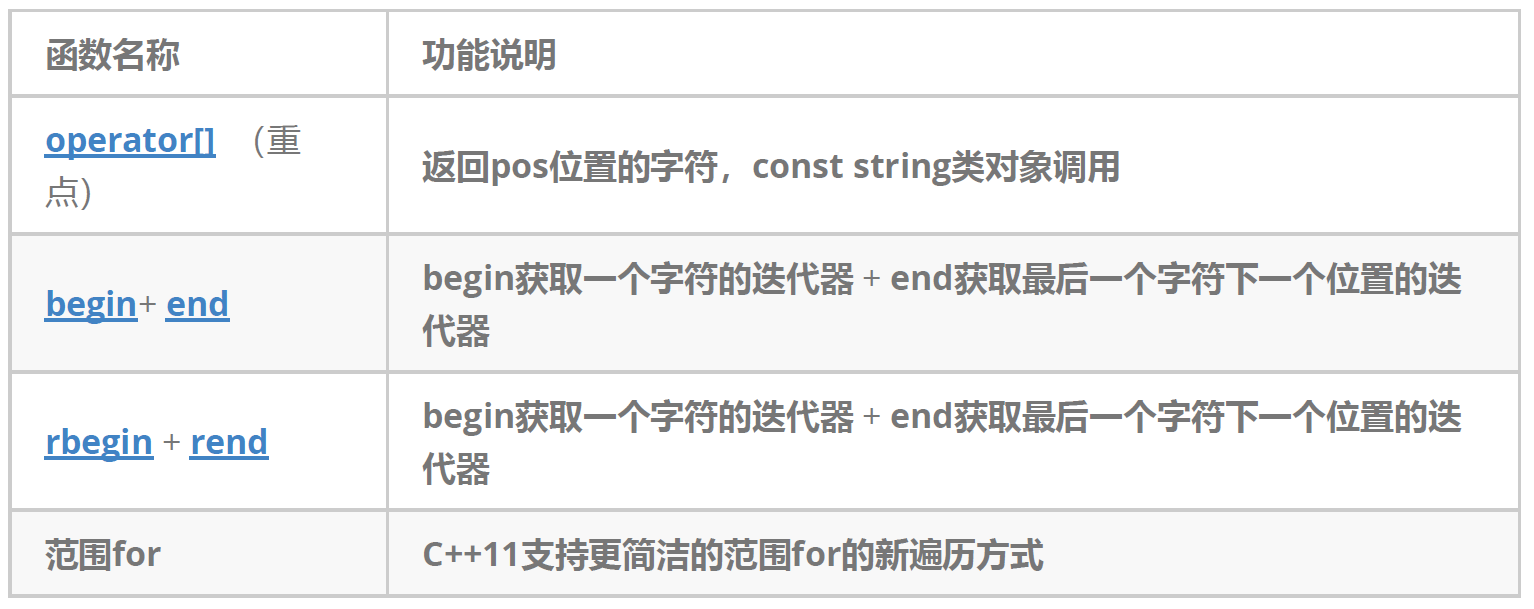 函数名称
功能说明
operator[] (重
点)
返回pos位置的字符，const string类对象调用
begin+ end
begin获取一个字符的迭代器 + end获取最后一个字符下一个位置的迭
代器
rbegin + rend
begin获取一个字符的迭代器 + end获取最后一个字符下一个位置的迭
代器
范围for
C++11支持更简洁的范围for的新遍历方式